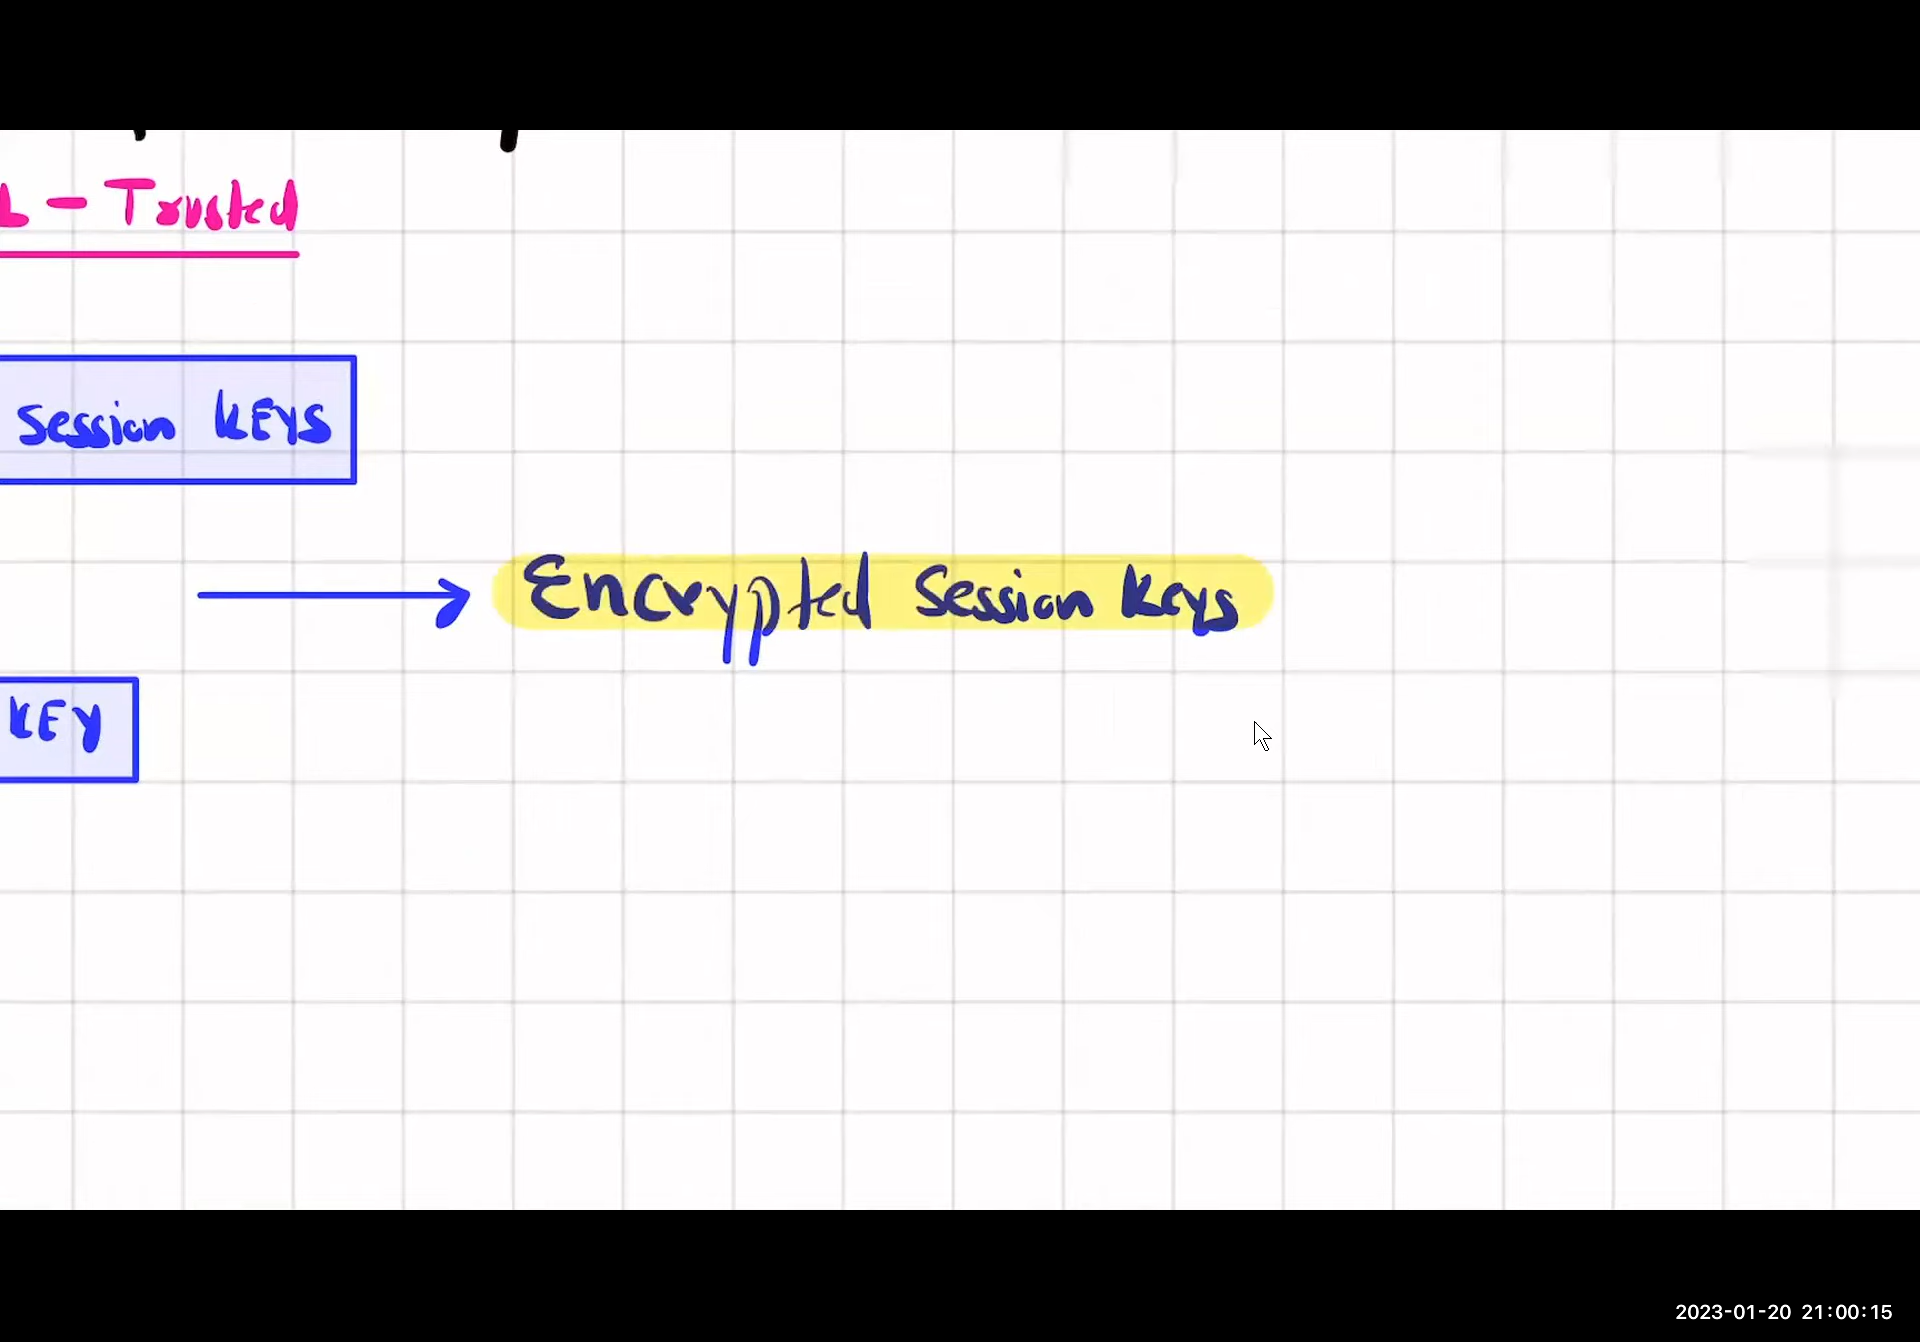 - Trusted
Session KEYS
Encrypted Session Keys
KEY
2023-01-20 21:00:15